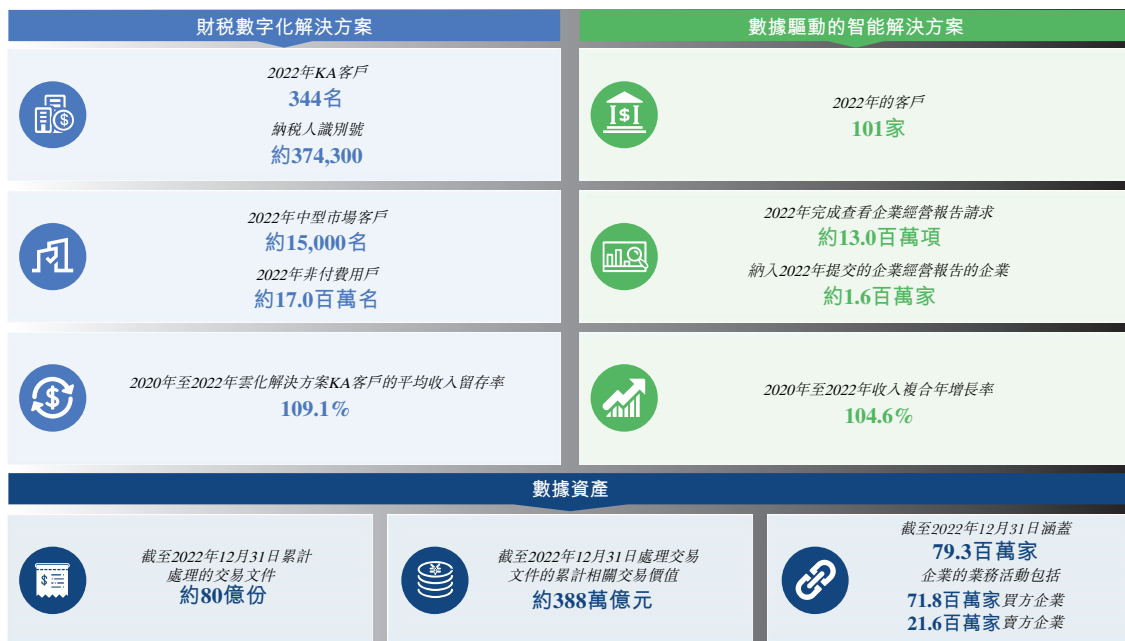 財税數字化解決方案
2022年KA客戶
344名
納税人識別號
約374,300
2022年中型市場客戶
約15,000名
2022年非付費用戶
約17.0百萬名
2020年至2022年雲化解決方案KA客戶的平均收入留存率
109.1%
數據驅動的智能解決方案
2022年的客戶
101家
2022年完成查看企業經營報告請求
約13.0百萬項
納入2022年提交的企業經營報告的企業
約1.6百萬家
2020年至2022年收入複合年增長率
104.6%
數據資產
截至2022年12月31日累計
處理的交易文件
約80億份
截至2022年12月31日處理交易
文件的累計相關交易價值
約388萬億元
截至2022年12月31日涵蓋
79.3百萬家
企業的業務活動包括
71.8百萬家買方企業
21.6百萬家賣方企業